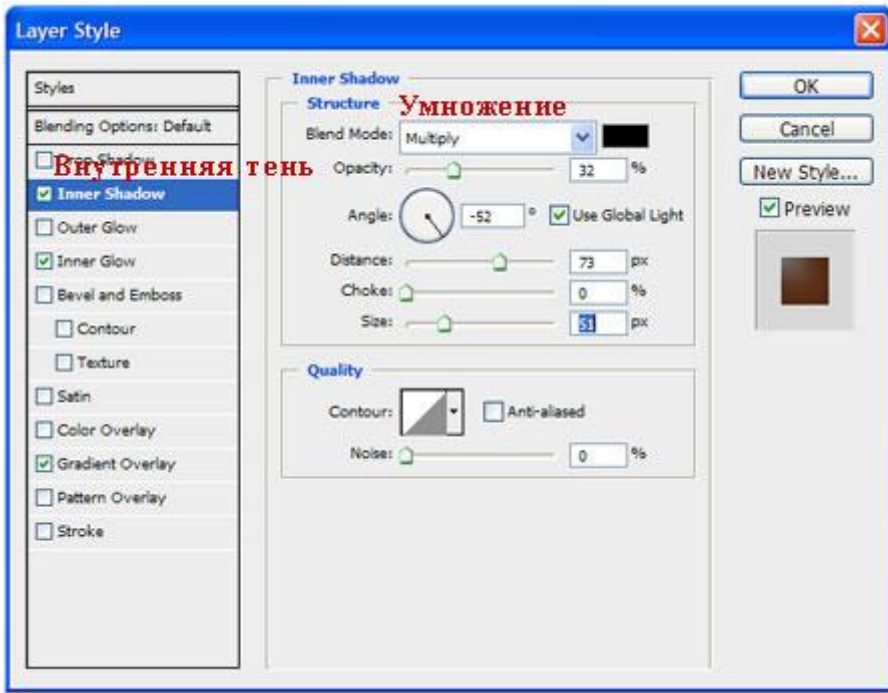 Layer Style
Styles
Blending Options: Default
Drop Shadow
Внутренняя тень
Inner Shadow
Outer Glow
Inner Glow
Bevel and Emboss
Contour
Texture
Satin
Color Overlay
Gradient Overlay
Pattern Overlay
Stroke
Inner Shadow
Structure
Умножение
Blend Mode: Multiply
Opacity: 32 %
Angle: -52 ° Use Global Light
Distance: 73 px
Choke: 0 %
Size: 51 px
Quality
Contour: Anti-aliased
Noise: 0 %
OK
Cancel
New Style...
Preview